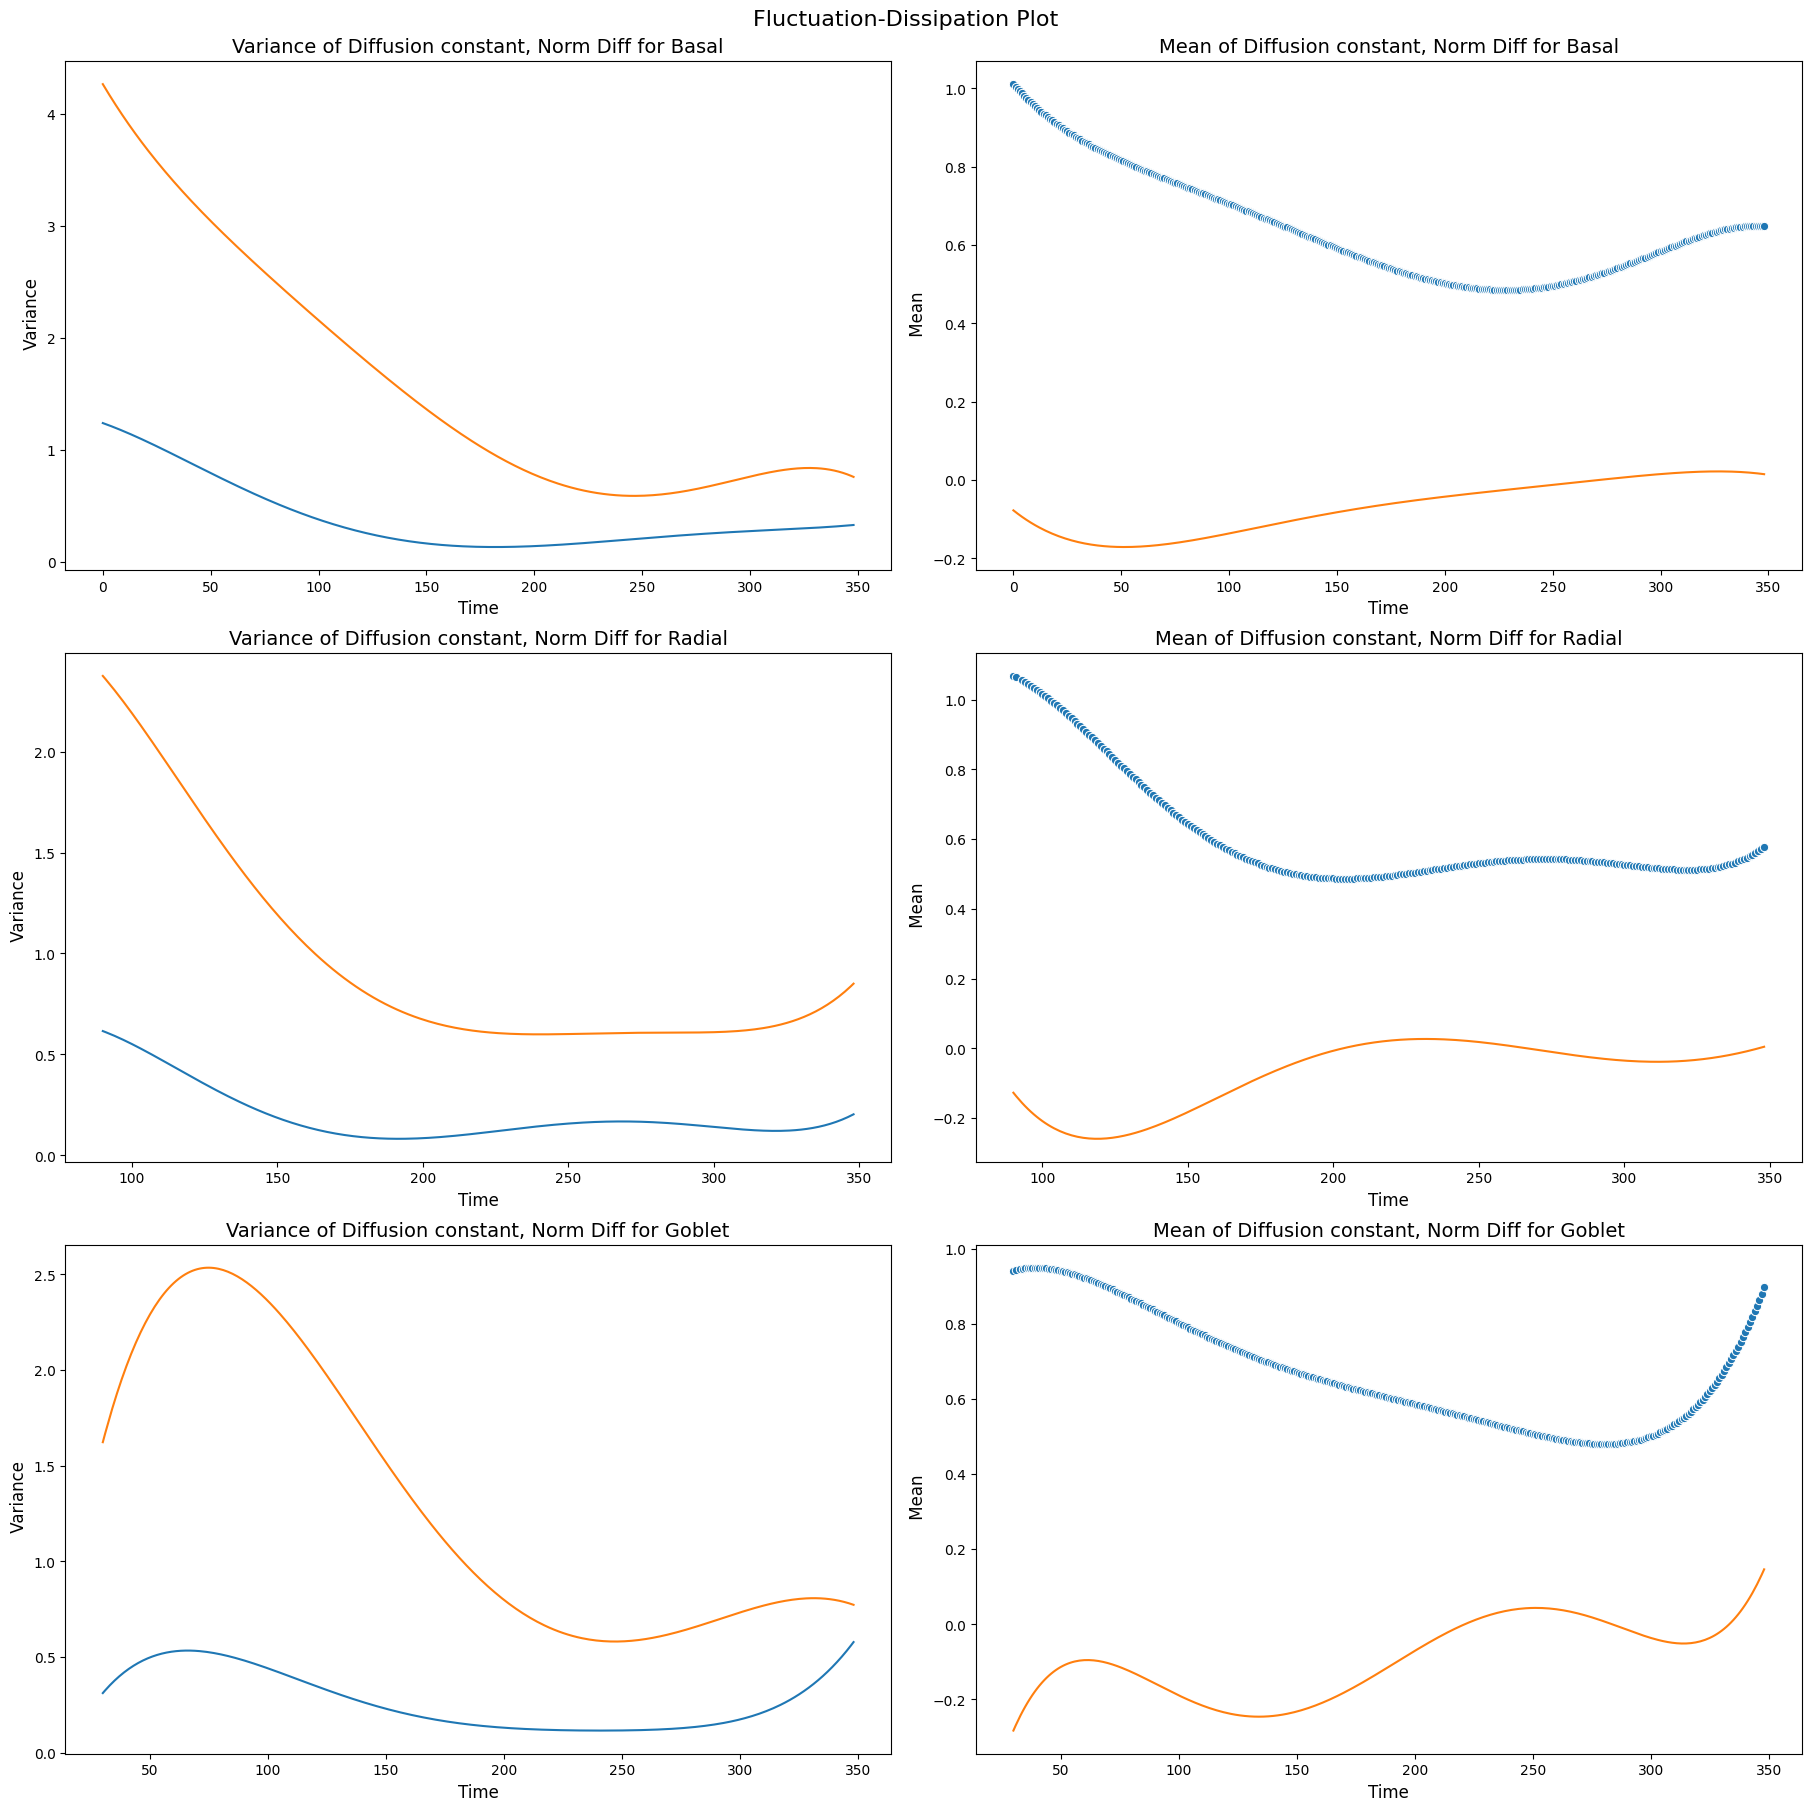 Fluctuation-Dissipation Plot
Variance of Diffusion constant, Norm Diff for Basal
4
3
2
1
0
Variance
0 50 100 150 200 250 300 350
Time
Mean of Diffusion constant, Norm Diff for Basal
1.0
0.8
0.6
0.4
0.2
0.0
−0.2
Mean
0 50 100 150 200 250 300 350
Time
Variance of Diffusion constant, Norm Diff for Radial
2.0
1.5
1.0
0.5
0.0
Variance
100 150 200 250 300 350
Time
Mean of Diffusion constant, Norm Diff for Radial
1.0
0.8
0.6
0.4
0.2
0.0
−0.2
Mean
100 150 200 250 300 350
Time
Variance of Diffusion constant, Norm Diff for Goblet
2.5
2.0
1.5
1.0
0.5
0.0
Variance
50 100 150 200 250 300 350
Time
Mean of Diffusion constant, Norm Diff for Goblet
1.0
0.8
0.6
0.4
0.2
0.0
−0.2
Mean
50 100 150 200 250 300 350
Time